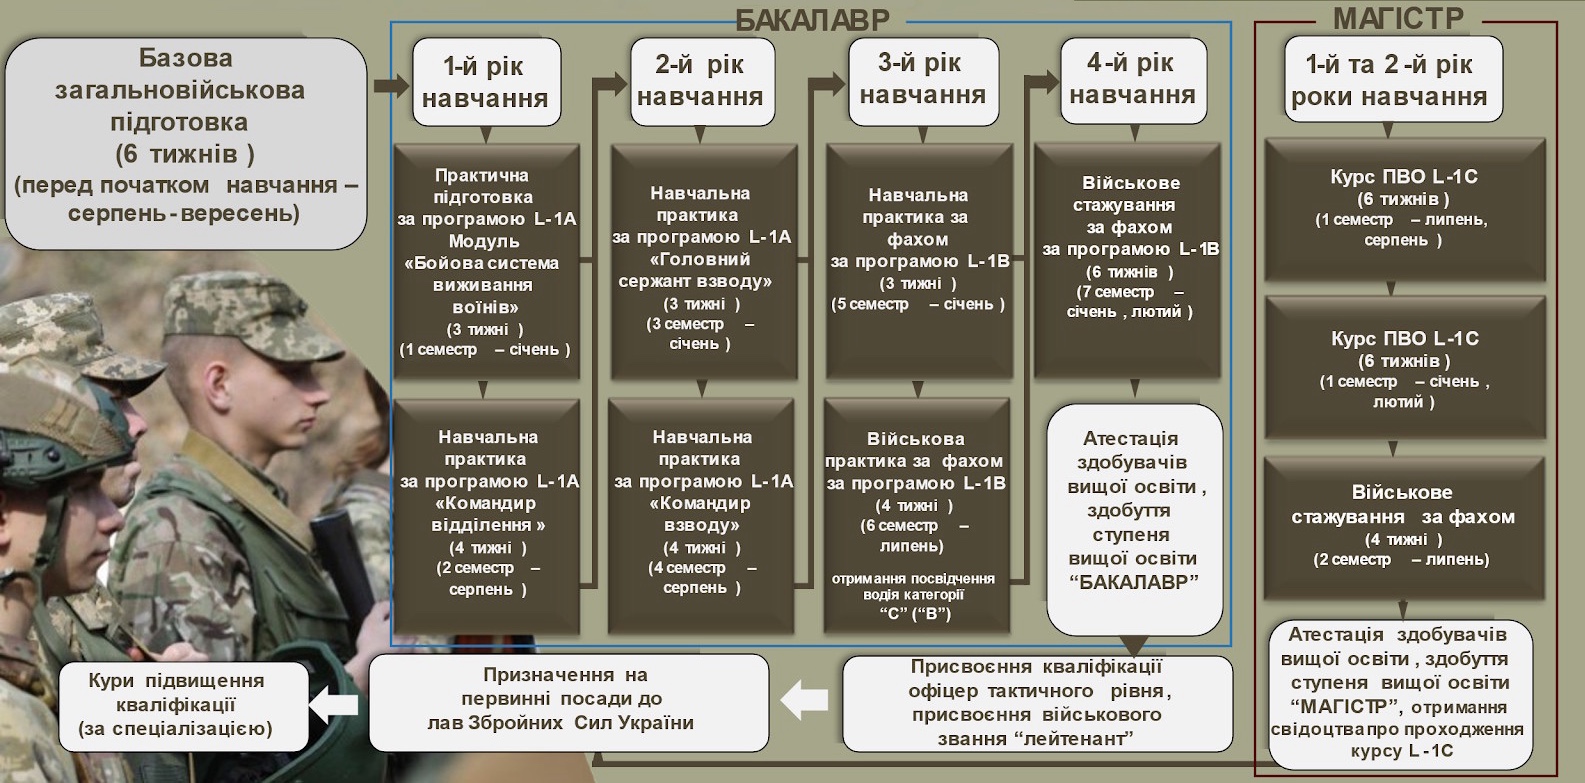 БАКАЛАВР
МАГІСТР
Базова
загальновійськова
підготовка
(6 тижнів )
(перед початком навчання –
серпень - вересень)
1-й рік
навчання
Практична
підготовка
за програмою L-1A
Модуль
«Бойова система
виживання
воїнів»
(3 тижні )
(1 семестр – січень )
Навчальна
практика
за програмою L-1A
«Командир
відділення »
(4 тижні )
(2 семестр –
серпень )
2-й рік
навчання
Навчальна
практика
за програмою L-1A
«Головний
сержант взводу»
(3 тижні )
(3 семестр –
січень )
Навчальна
практика
за програмою L-1A
«Командир
взводу»
(4 тижні )
(4 семестр –
серпень )
3-й рік
навчання
Навчальна
практика за
фахом
за програмою L-1B
(3 тижні )
(5 семестр – січень )
Військова
практика за фахом
за програмою L-1B
(4 тижні )
(6 семестр –
липень)
отримання посвідчення
водія категорії
“C” (“B”)
4-й рік
навчання
Військове
стажування
за фахом
за програмою L-1B
(6 тижнів )
(7 семестр –
січень , лютий )
Атестація
здобувачів
вищої освіти ,
здобуття
ступеня
вищої освіти
“БАКАЛАВР”
1-й та 2 -й рік
роки навчання
Курс ПВО L-1C
(6 тижнів )
(1 семестр – липень,
серпень )
Курс ПВО L-1C
(6 тижнів )
(1 семестр – січень ,
лютий )
Військове
стажування за фахом
(4 тижні )
(2 семестр – липень)
Атестація здобувачів
вищої освіти , здобуття
ступеня вищої освіти
“МАГІСТР”, отримання
свідоцтва про проходження
курсу L -1C
Присвоєння кваліфікації
офіцер тактичного рівня ,
присвоєння військового
звання “лейтенант”
Призначення на
первинні посади до
лав Збройних Сил України
Кури підвищення
кваліфікації
(за спеціалізацією)